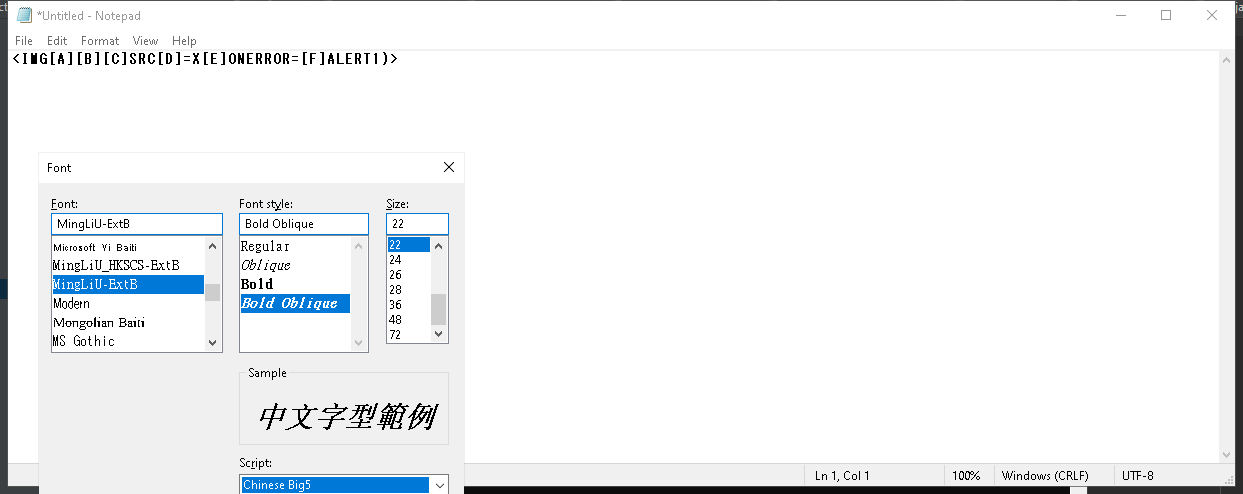 *Untitled - Notepad
File Edit Format View Help
<IMG[A][B][C]SRC[D]=X[E]ONERROR=[F]ALERT1)>
Font
Font: Font style: Size:
MingLiU-ExtB Bold Oblique 22
Microsoft Yi Baiti Regular 22
MingLiU_HKSCS-ExtB Oblique 24
MingLiU-ExtB Bold 26
Modern Bold Oblique 28
Mongolian Baiti 36
MS Gothic 48
72
Sample
中文字型範例
Script:
Chinese Big5
Ln 1, Col 1 100% Windows (CRLF) UTF-8